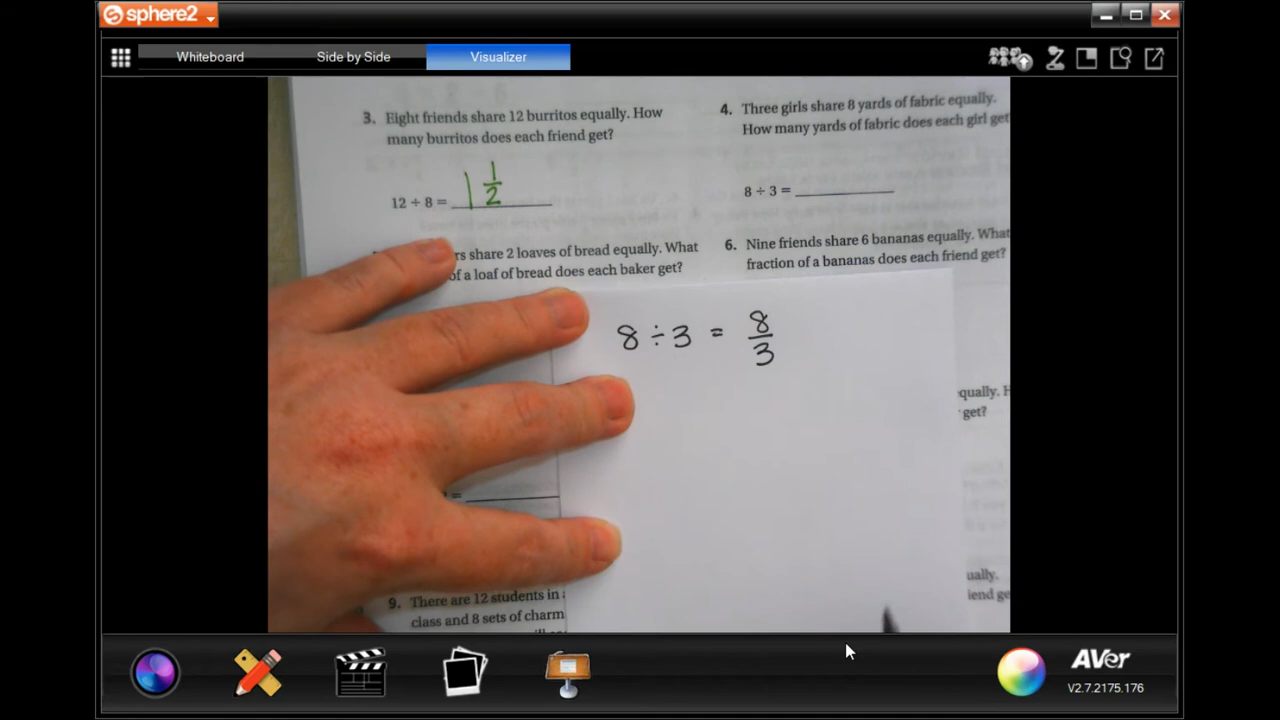 sphere2
Whiteboard
Side by Side
Visualizer
3. Eight friends share 12 burritos equally. How
many burritos does each friend get?
12 ÷ 8 = 1 1/2
4. Three girls share 8 yards of fabric equally.
How many yards of fabric does each girl get
8 ÷ 3 =
rs share 2 loaves of bread equally. What
of a loaf of bread does each baker get?
6. Nine friends share 6 bananas equally. What
fraction of a bananas does each friend get?
8 ÷ 3 = 8/3
equally. H
get?
=
ually.
iend ge
9. There are 12 students in
class and 8 sets of charm
AVer
V2.7.2175.176